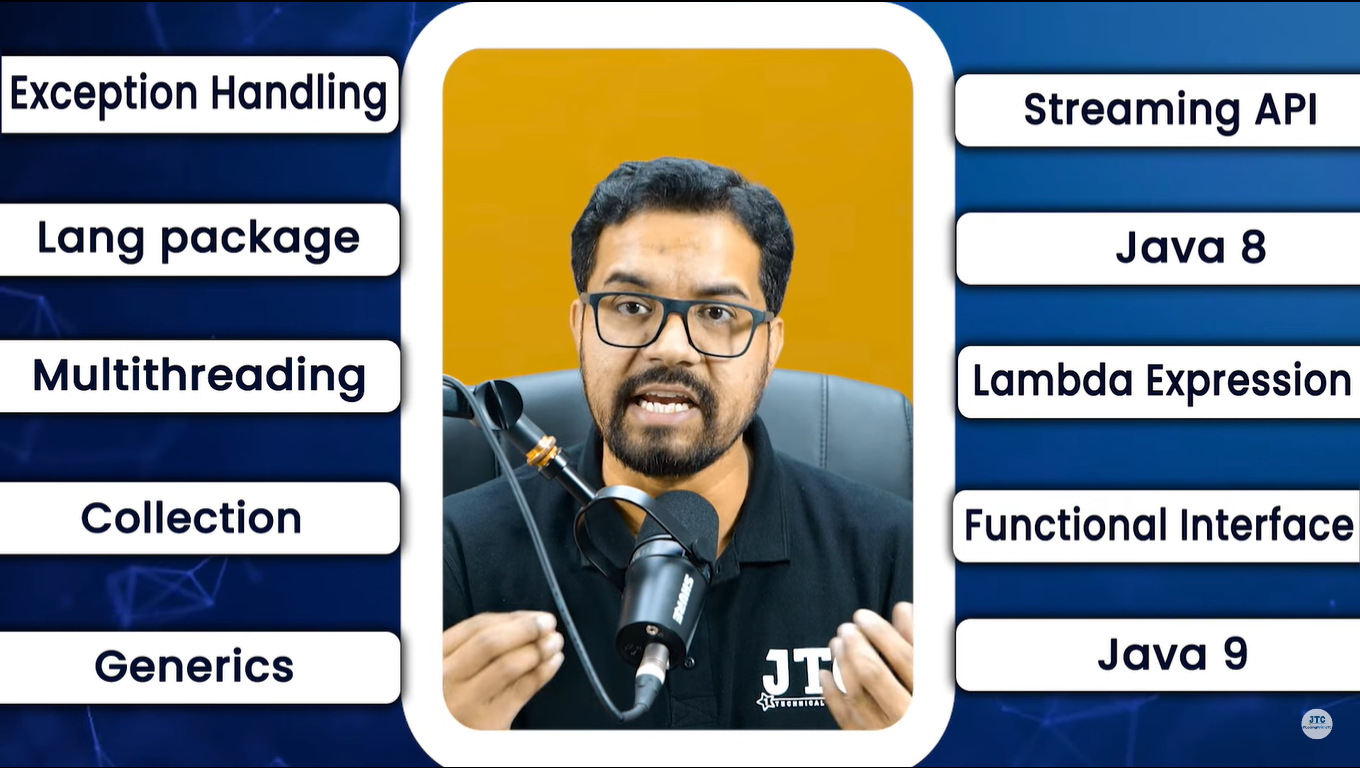 Exception Handling
Lang package
Multithreading
Collection
Generics
Streaming API
Java 8
Lambda Expression
Functional Interface
Java 9
SHURE
JTC
JTC